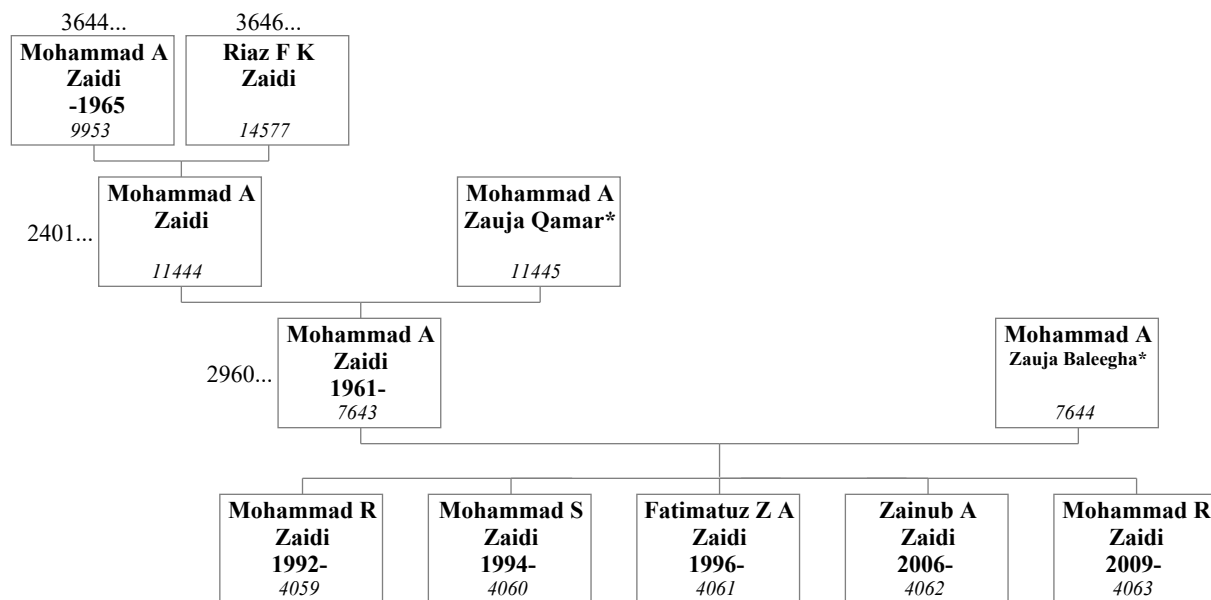 3644...
3646...
Mohammad A
Zaidi
-1965
9953
Riaz F K
Zaidi
14577
2401...
Mohammad A
Zaidi
11444
Mohammad A
Zauja Qamar*
11445
2960...
Mohammad A
Zaidi
1961-
7643
Mohammad A
Zauja Baleegha*
7644
Mohammad R
Zaidi
1992-
4059
Mohammad S
Zaidi
1994-
4060
Fatimatuz Z A
Zaidi
1996-
4061
Zainub A
Zaidi
2006-
4062
Mohammad R
Zaidi
2009-
4063